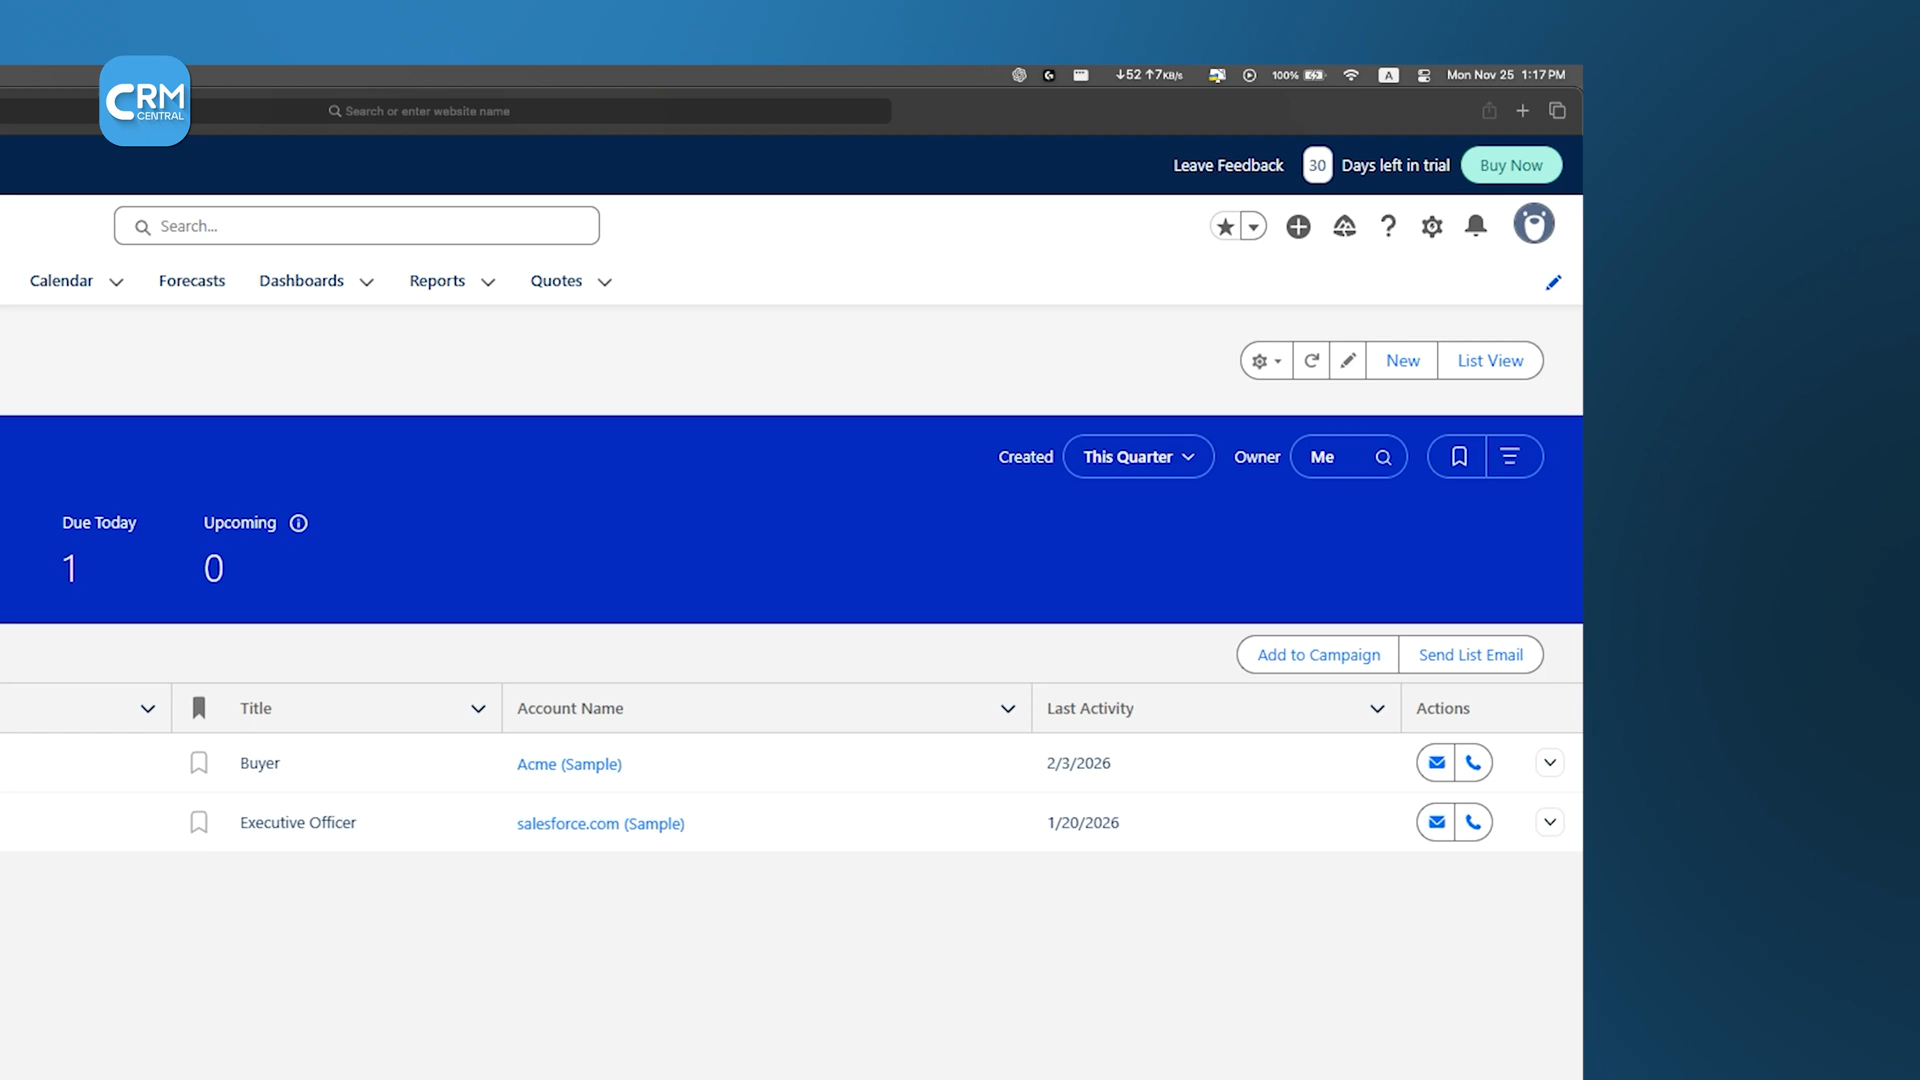 CRM
CENTRAL
↓52 ↑7KB/s
100%
A
Mon Nov 25 1:17PM
Search or enter website name
Leave Feedback
30
Days left in trial
Buy Now
Search...
Calendar
Forecasts
Dashboards
Reports
Quotes
New
List View
Created
This Quarter
Owner
Me
Due Today
Upcoming
1
0
Add to Campaign
Send List Email
Title
Account Name
Last Activity
Actions
Buyer
Acme (Sample)
2/3/2026
Executive Officer
salesforce.com (Sample)
1/20/2026